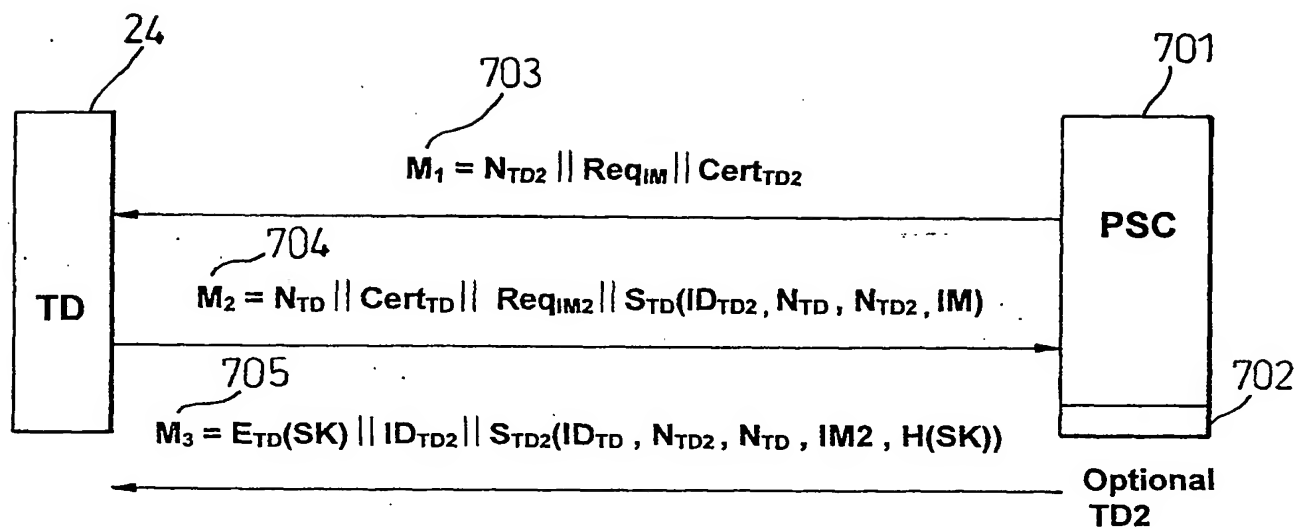 24
701
703
M₁ = N_TD2 || Req_IM || Cert_TD2
PSC
704
M₂ = N_TD || Cert_TD || Req_IM2 || S_TD(ID_TD2, N_TD, N_TD2, IM)
TD
705
702
M₃ = E_TD(SK) || ID_TD2 || S_TD2(ID_TD, N_TD2, N_TD, IM2, H(SK))
Optional
TD2